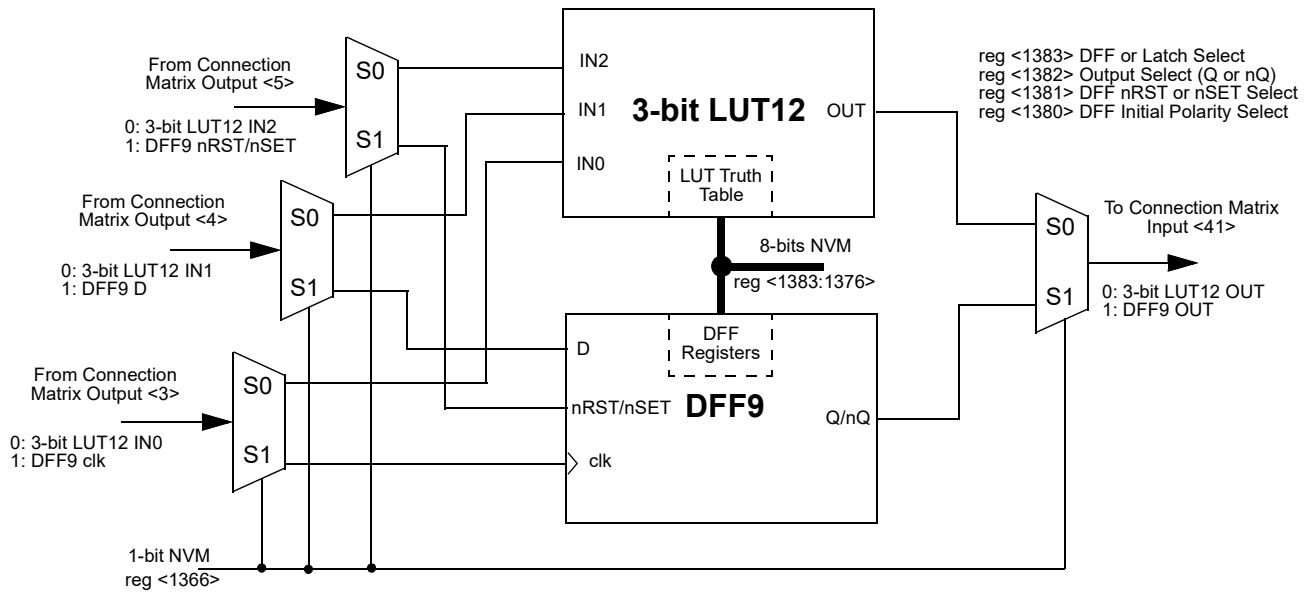 From Connection
Matrix Output <5>
0: 3-bit LUT12 IN2
1: DFF9 nRST/nSET
S0
S1
From Connection
Matrix Output <4>
0: 3-bit LUT12 IN1
1: DFF9 D
S0
S1
From Connection
Matrix Output <3>
0: 3-bit LUT12 IN0
1: DFF9 clk
S0
S1
1-bit NVM
reg <1366>
IN2
IN1
IN0
3-bit LUT12
OUT
LUT Truth
Table
8-bits NVM
reg <1383:1376>
DFF
Registers
D
nRST/nSET
clk
DFF9
Q/nQ
reg <1383> DFF or Latch Select
reg <1382> Output Select (Q or nQ)
reg <1381> DFF nRST or nSET Select
reg <1380> DFF Initial Polarity Select
S0
S1
To Connection Matrix
Input <41>
0: 3-bit LUT12 OUT
1: DFF9 OUT